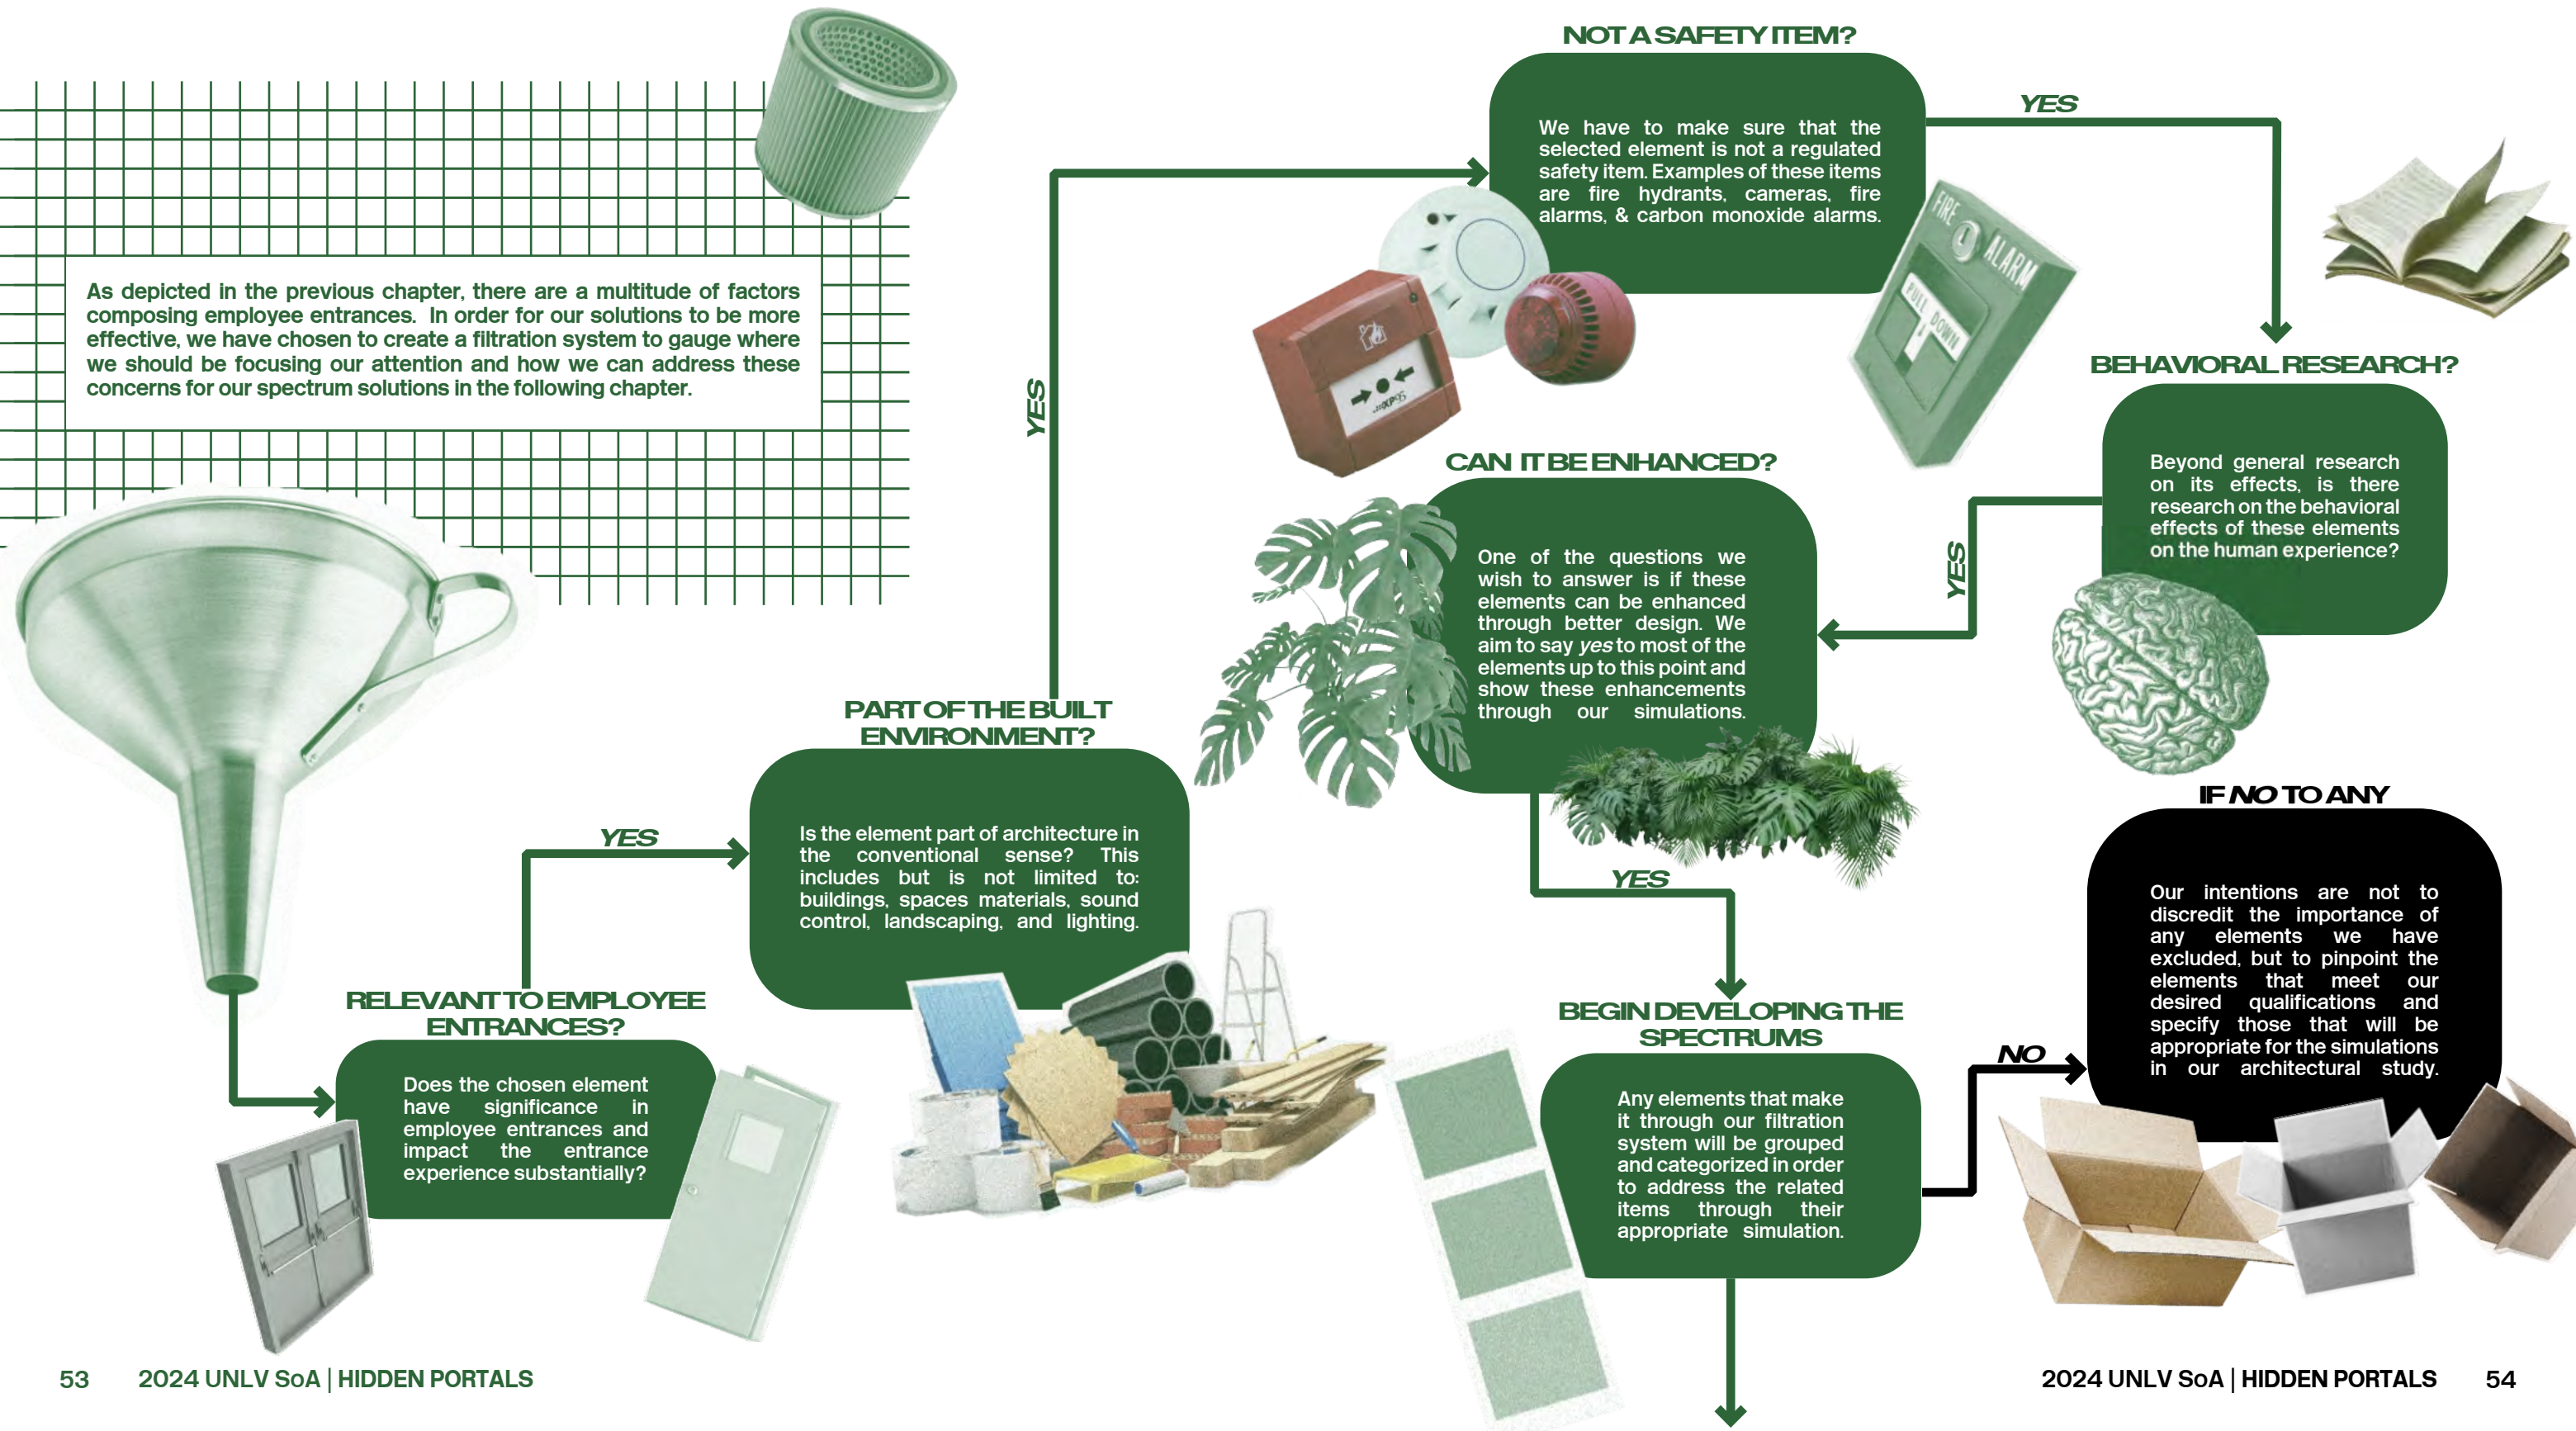 As depicted in the previous chapter, there are a multitude of factors
composing employee entrances. In order for our solutions to be more
effective, we have chosen to create a filtration system to gauge where
we should be focusing our attention and how we can address these
concerns for our spectrum solutions in the following chapter.
RELEVANT TO EMPLOYEE
ENTRANCES?
Does the chosen element
have significance in
employee entrances and
impact the entrance
experience substantially?
YES
PART OF THE BUILT
ENVIRONMENT?
Is the element part of architecture in
the conventional sense? This
includes but is not limited to:
buildings, spaces materials, sound
control, landscaping, and lighting.
YES
NOT A SAFETY ITEM?
We have to make sure that the
selected element is not a regulated
safety item. Examples of these items
are fire hydrants, cameras, fire
alarms, & carbon monoxide alarms.
FIRE ALARM
PULL DOWN
YES
BEHAVIORAL RESEARCH?
Beyond general research
on its effects, is there
research on the behavioral
effects of these elements
on the human experience?
YES
CAN IT BE ENHANCED?
One of the questions we
wish to answer is if these
elements can be enhanced
through better design. We
aim to say yes to most of the
elements up to this point and
show these enhancements
through our simulations.
YES
BEGIN DEVELOPING THE
SPECTRUMS
Any elements that make
it through our filtration
system will be grouped
and categorized in order
to address the related
items through their
appropriate simulation.
NO
IF NO TO ANY
Our intentions are not to
discredit the importance of
any elements we have
excluded, but to pinpoint the
elements that meet our
desired qualifications and
specify those that will be
appropriate for the simulations
in our architectural study.
53 2024 UNLV SoA | HIDDEN PORTALS
2024 UNLV SoA | HIDDEN PORTALS 54